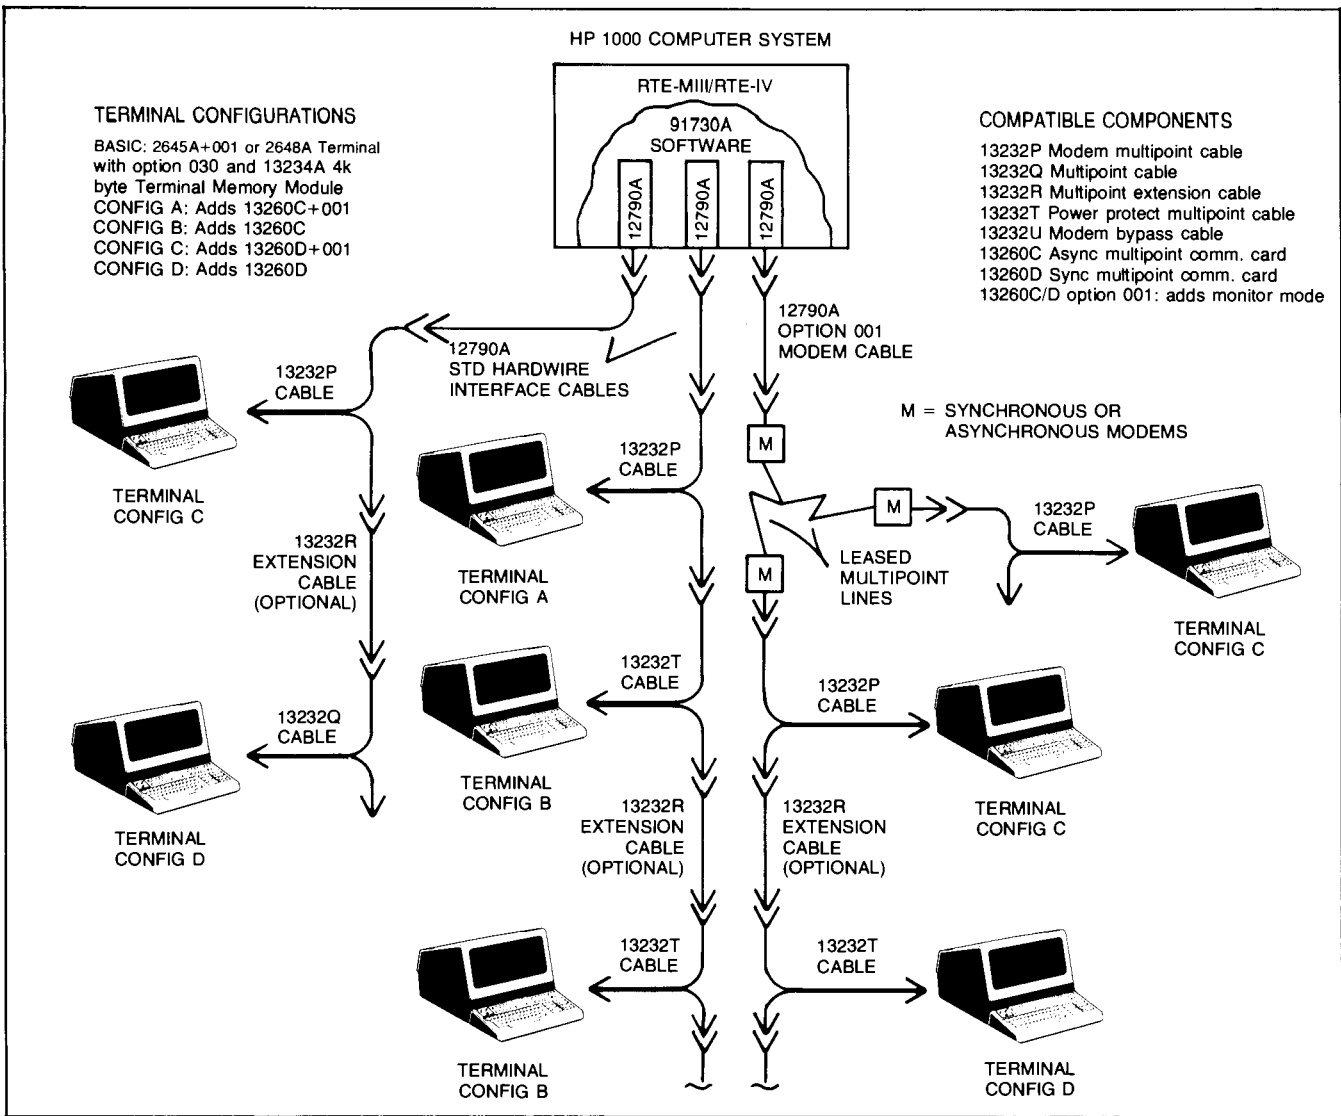 HP 1000 COMPUTER SYSTEM
RTE-MIII/RTE-IV
91730A
SOFTWARE
12790A
12790A
12790A
TERMINAL CONFIGURATIONS
BASIC: 2645A+001 or 2648A Terminal
with option 030 and 13234A 4k
byte Terminal Memory Module
CONFIG A: Adds 13260C+001
CONFIG B: Adds 13260C
CONFIG C: Adds 13260D+001
CONFIG D: Adds 13260D
COMPATIBLE COMPONENTS
13232P Modem multipoint cable
13232Q Multipoint cable
13232R Multipoint extension cable
13232T Power protect multipoint cable
13232U Modem bypass cable
13260C Async multipoint comm. card
13260D Sync multipoint comm. card
13260C/D option 001: adds monitor mode
12790A
OPTION 001
MODEM CABLE
12790A
STD HARDWIRE
INTERFACE CABLES
13232P
CABLE
M = SYNCHRONOUS OR
ASYNCHRONOUS MODEMS
M
13232P
CABLE
TERMINAL
CONFIG C
M
13232P
CABLE
13232R
EXTENSION
CABLE
(OPTIONAL)
TERMINAL
CONFIG A
M
LEASED
MULTIPOINT
LINES
TERMINAL
CONFIG C
13232T
CABLE
13232P
CABLE
13232Q
CABLE
TERMINAL
CONFIG B
TERMINAL
CONFIG C
TERMINAL
CONFIG D
13232R
EXTENSION
CABLE
(OPTIONAL)
13232R
EXTENSION
CABLE
(OPTIONAL)
13232T
CABLE
13232T
CABLE
TERMINAL
CONFIG B
TERMINAL
CONFIG D